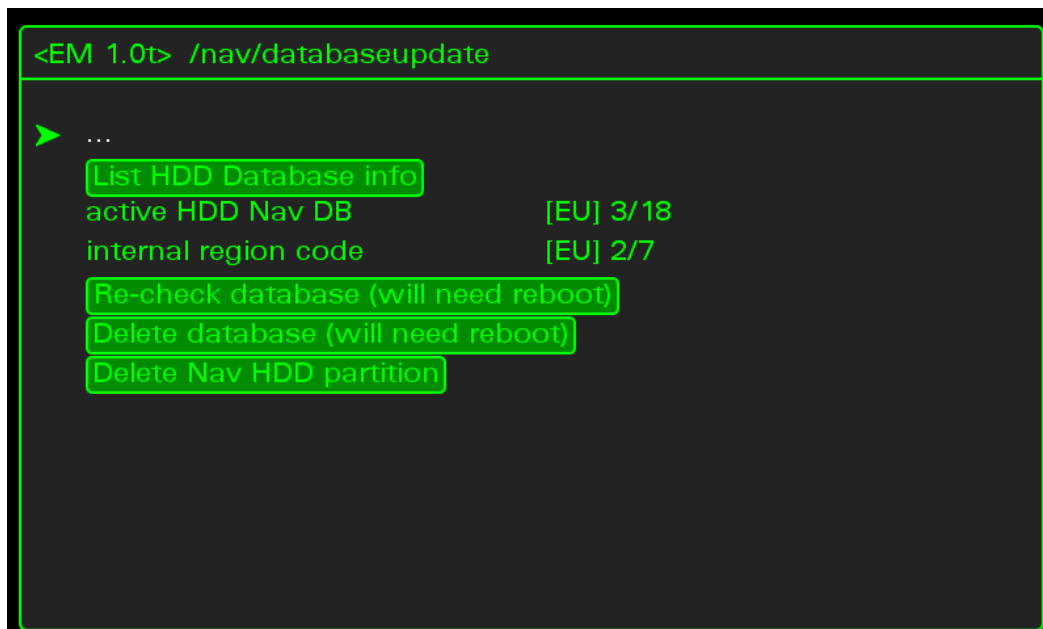 <EM 1.0t> /nav/databaseupdate
...
List HDD Database info
active HDD Nav DB [EU] 3/18
internal region code [EU] 2/7
Re-check database (will need reboot)
Delete database (will need reboot)
Delete Nav HDD partition